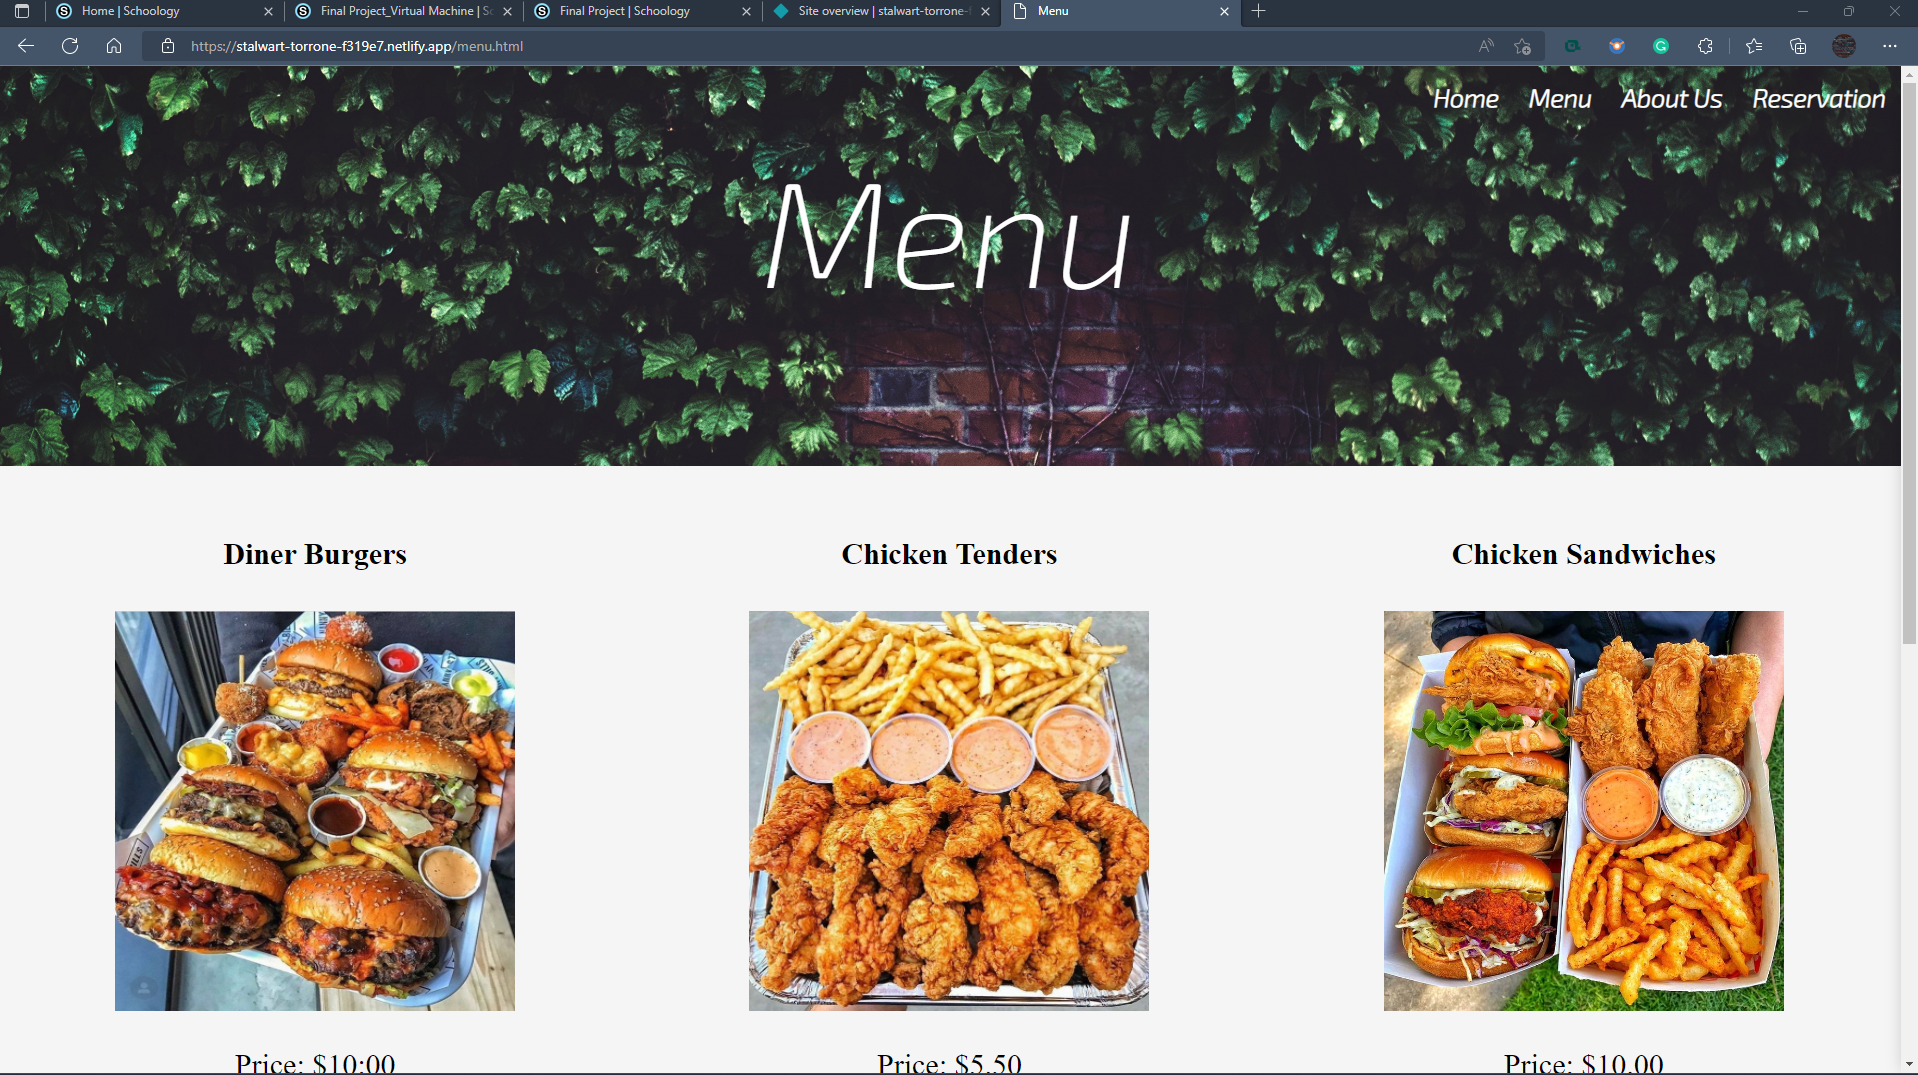 Home | Schoology
Final Project_Virtual Machine | Sc
Final Project | Schoology
Site overview | stalwart-torrone-f
Menu
https://stalwart-torrone-f319e7.netlify.app/menu.html
Home Menu About Us Reservation
Menu
Diner Burgers
Chicken Tenders
Chicken Sandwiches
Price: $10:00
Price: $5.50
Price: $10.00